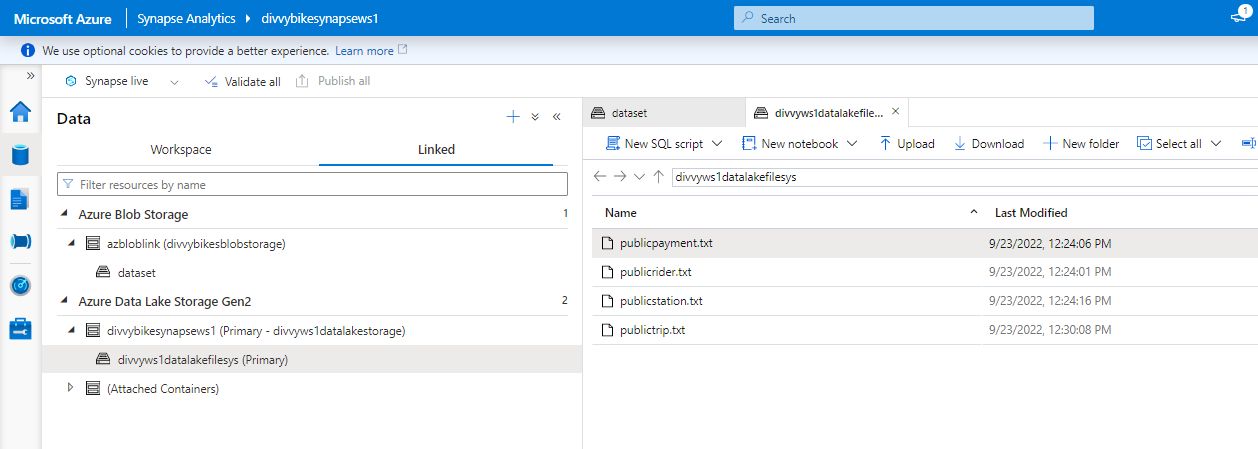 Microsoft Azure Synapse Analytics divvybikesynapsews1 Search 1
We use optional cookies to provide a better experience. Learn more
Synapse live Validate all Publish all
Data
Workspace Linked
Filter resources by name
Azure Blob Storage 1
azbloblink (divvybikesblobstorage)
dataset
Azure Data Lake Storage Gen2 2
divvybikesynapsews1 (Primary - divvyws1datalakestorage)
divvyws1datalakefilesys (Primary)
(Attached Containers)
dataset divvyws1datalakefile...
New SQL script New notebook Upload Download New folder Select all
divvyws1datalakefilesys
Name Last Modified
publicpayment.txt 9/23/2022, 12:24:06 PM
publicrider.txt 9/23/2022, 12:24:01 PM
publicstation.txt 9/23/2022, 12:24:16 PM
publictrip.txt 9/23/2022, 12:30:08 PM